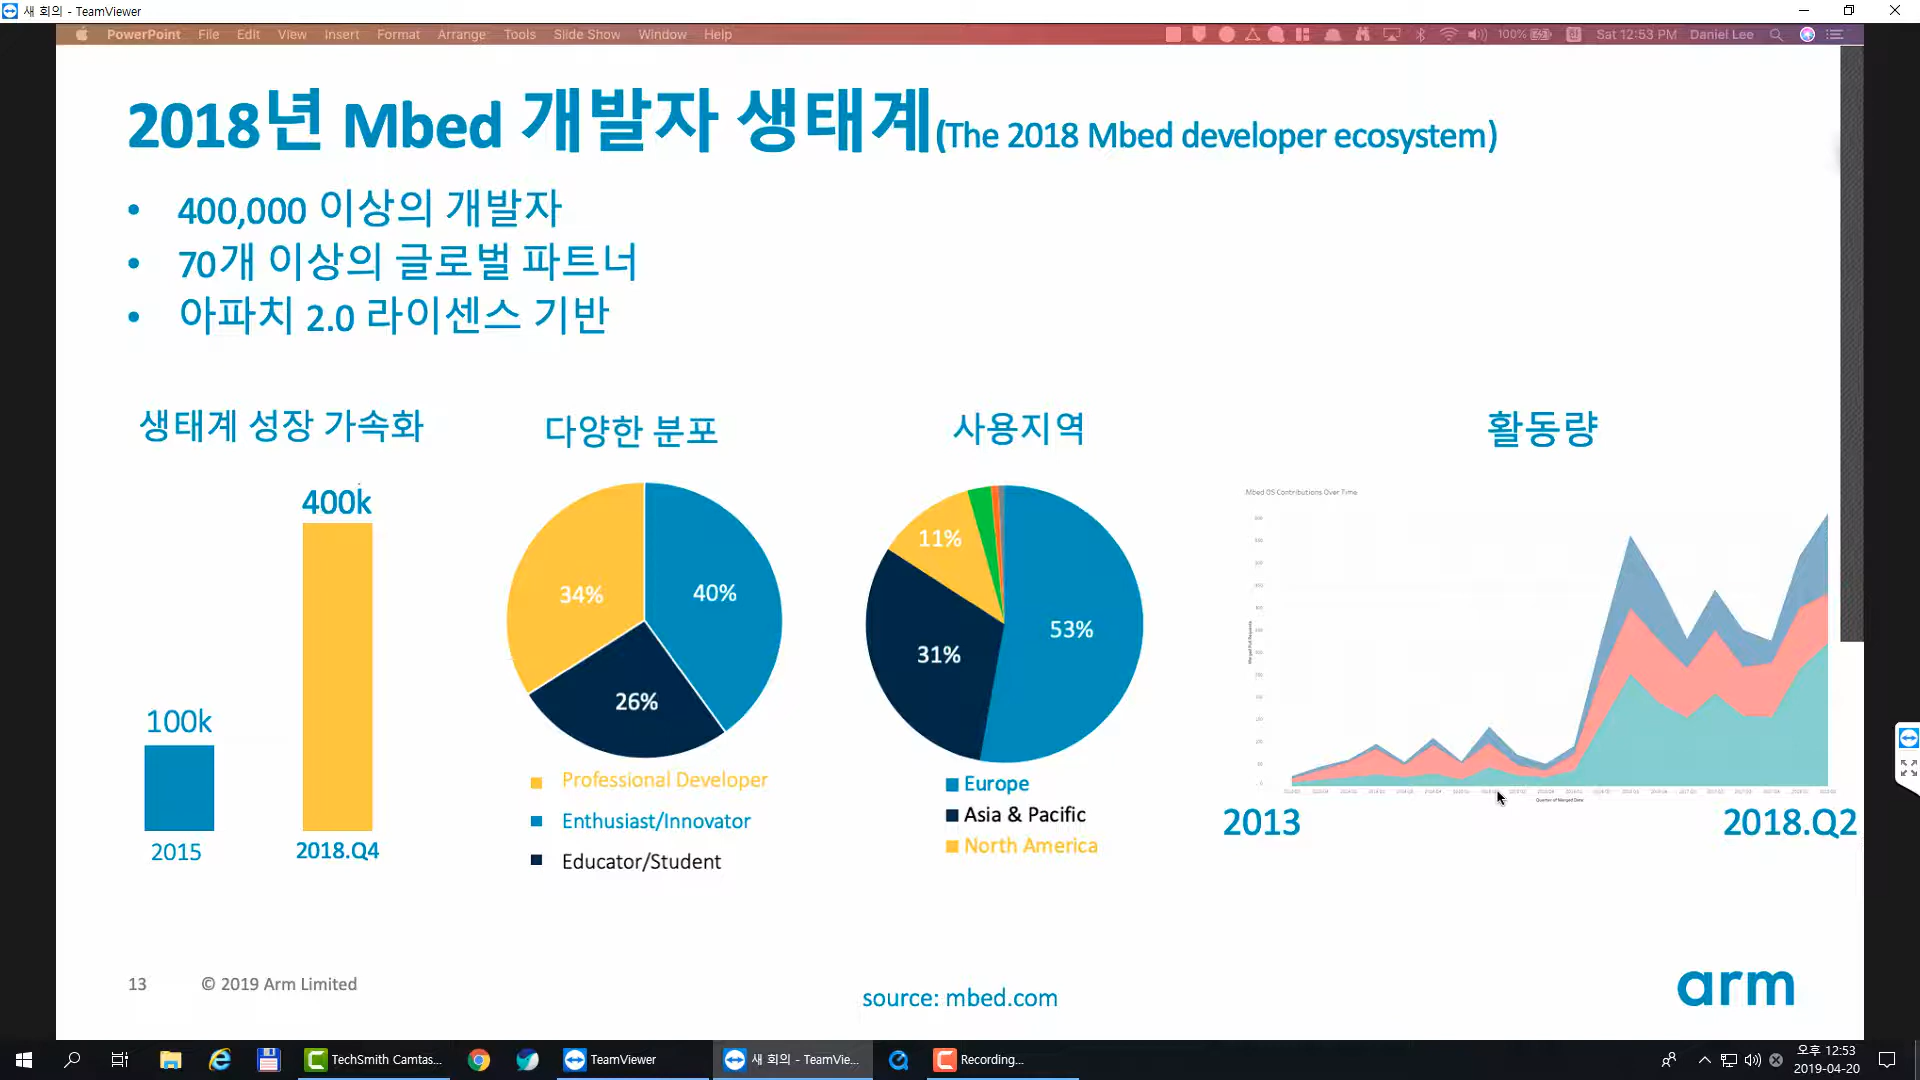 새 회의 - TeamViewer
PowerPoint File Edit View Insert Format Arrange Tools Slide Show Window Help
100% Sat 12:53 PM Daniel Lee
2018년 Mbed 개발자 생태계(The 2018 Mbed developer ecosystem)
• 400,000 이상의 개발자
• 70개 이상의 글로벌 파트너
• 아파치 2.0 라이센스 기반
생태계 성장 가속화
400k
100k
2015
2018.Q4
다양한 분포
34%
40%
26%
Professional Developer
Enthusiast/Innovator
Educator/Student
사용지역
11%
53%
31%
Europe
Asia & Pacific
North America
활동량
Mbed OS Contributions Over Time
Merged Pull Requests
Quarter of Merged Date
2013
2018.Q2
13 © 2019 Arm Limited
source: mbed.com
arm
TechSmith Camtas...
TeamViewer
새 회의 - TeamVie...
Recording...
오후 12:53
2019-04-20